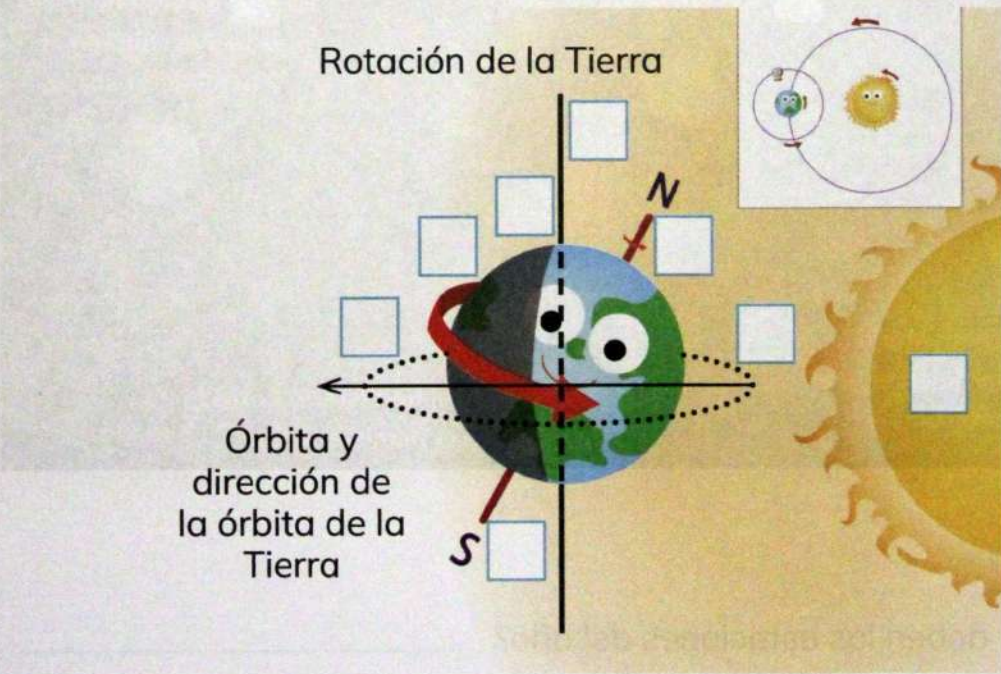 Rotación de la Tierra
N
Órbita y
dirección de
la órbita de la
Tierra
S